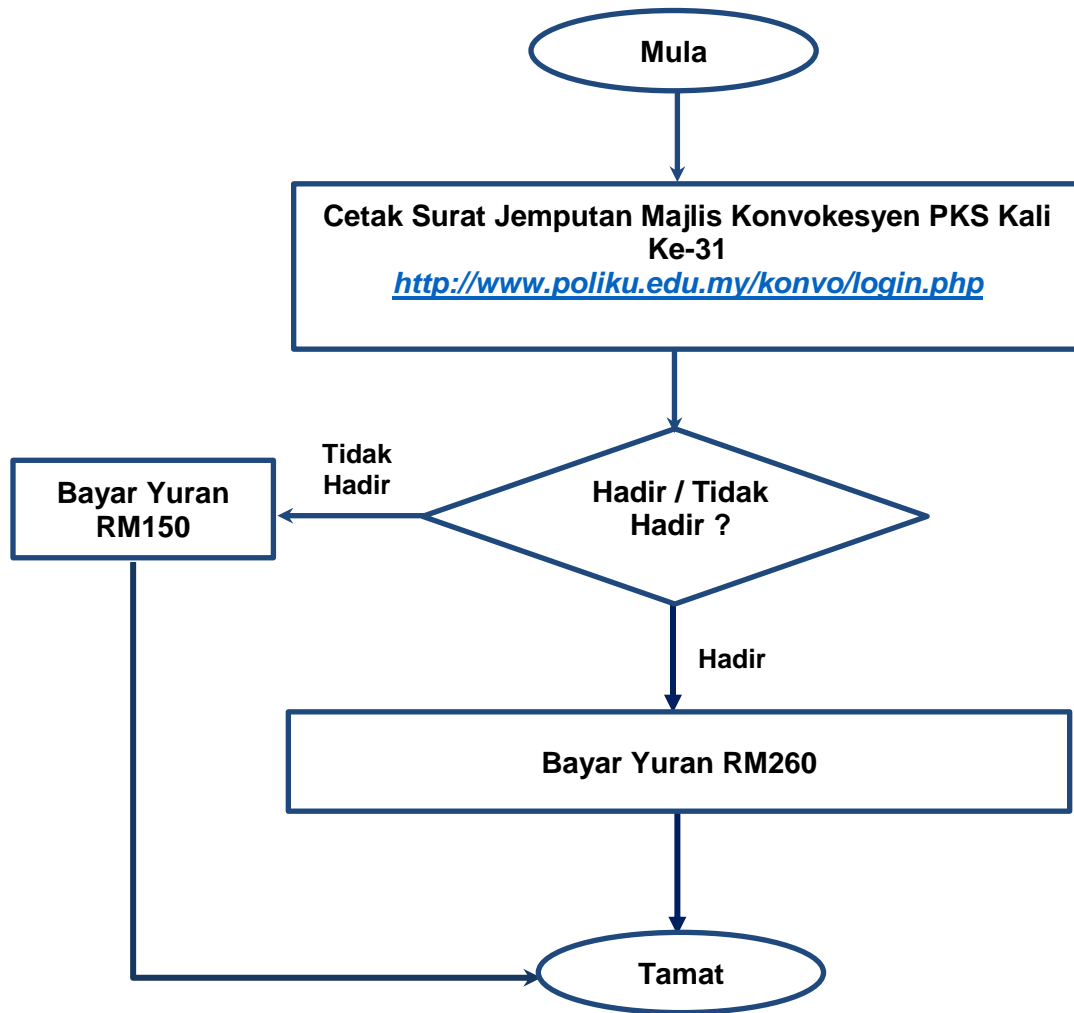 Mula
Cetak Surat Jemputan Majlis Konvokesyen PKS Kali
Ke-31
http://www.poliku.edu.my/konvo/login.php
Tidak
Hadir
Bayar Yuran
RM150
Hadir / Tidak
Hadir ?
Hadir
Bayar Yuran RM260
Tamat